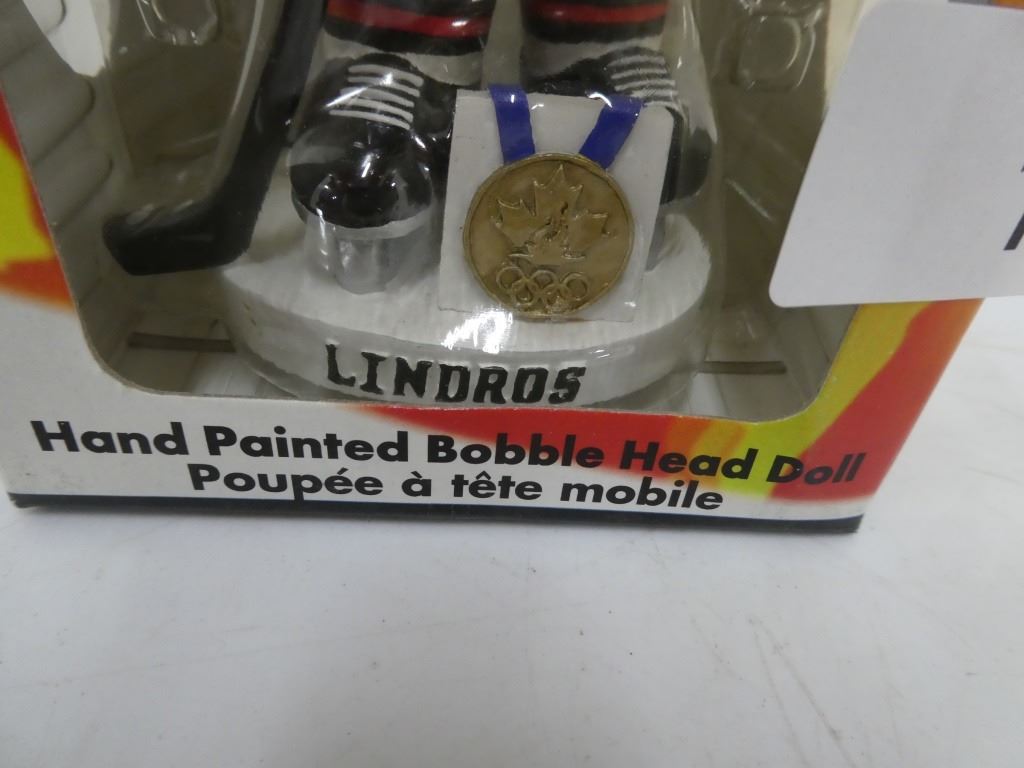 LINDROS
Hand Painted Bobble Head Doll
Poupée à tête mobile